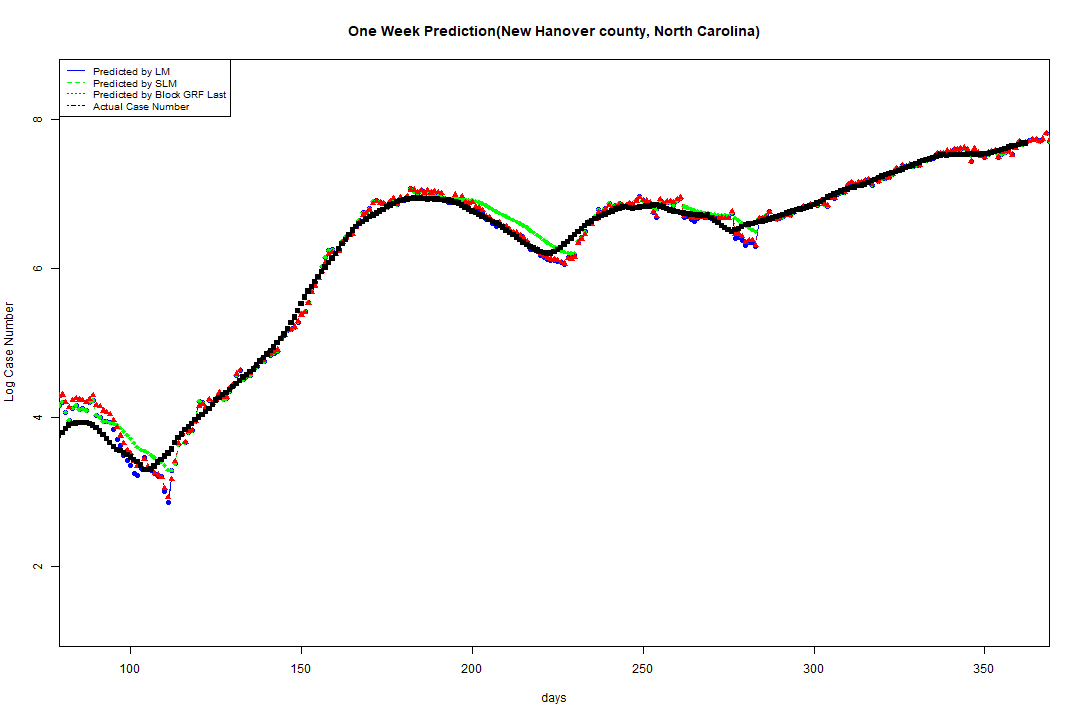 One Week Prediction(New Hanover county, North Carolina)
Predicted by LM
Predicted by SLM
Predicted by Block GRF Last
Actual Case Number
Log Case Number
8
6
4
2
100 150 200 250 300 350
days